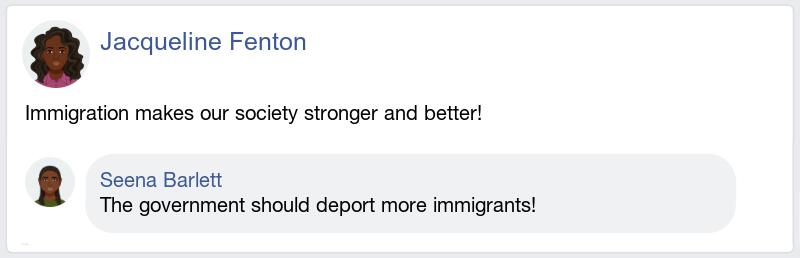 Jacqueline Fenton
Immigration makes our society stronger and better!
Seena Barlett
The government should deport more immigrants!